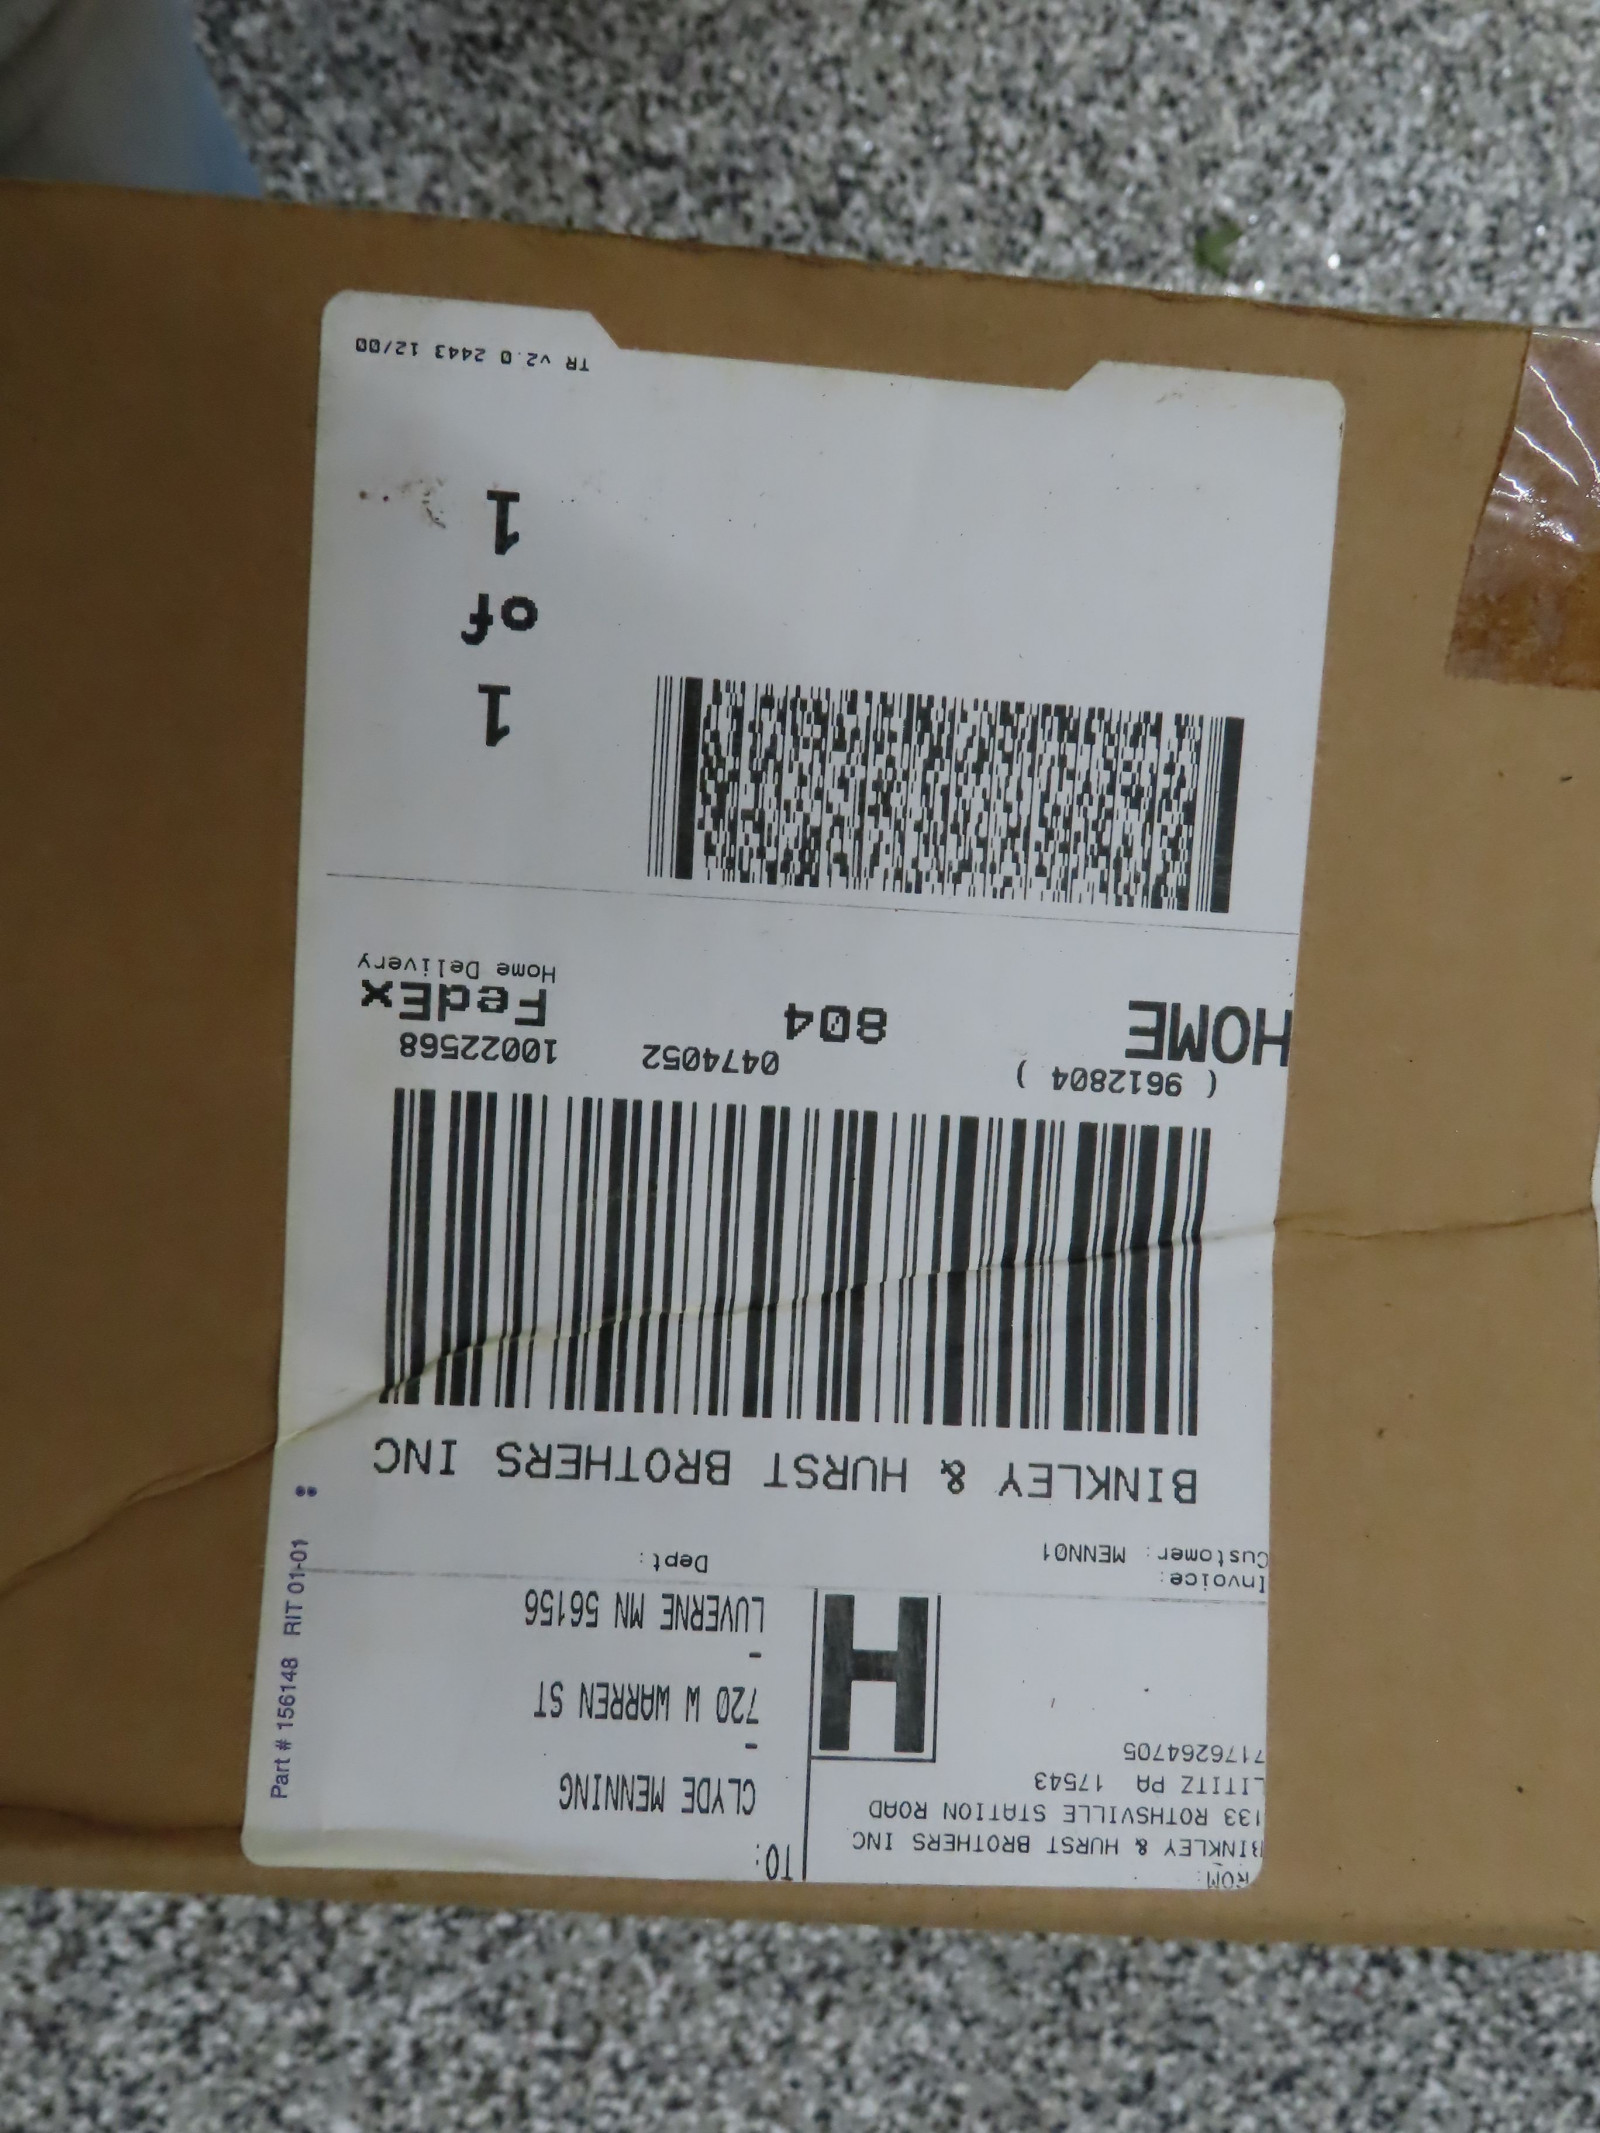 ROM:
BINKLEY & HURST BROTHERS INC
133 ROTHSVILLE STATION ROAD
LITITZ PA 17543
7176264705
H
TO:
CLYDE MENNING
-
720 W WARREN ST
-
LUVERNE MN 56156
Invoice:
Customer: MENN01
Dept:
BINKLEY & HURST BROTHERS INC
( 9612804 ) 0474052 10022568
HOME 804 FedEx
Home Delivery
1
of
1
TR v2.0 2443 12/00
Part # 156148 RIT 01-01